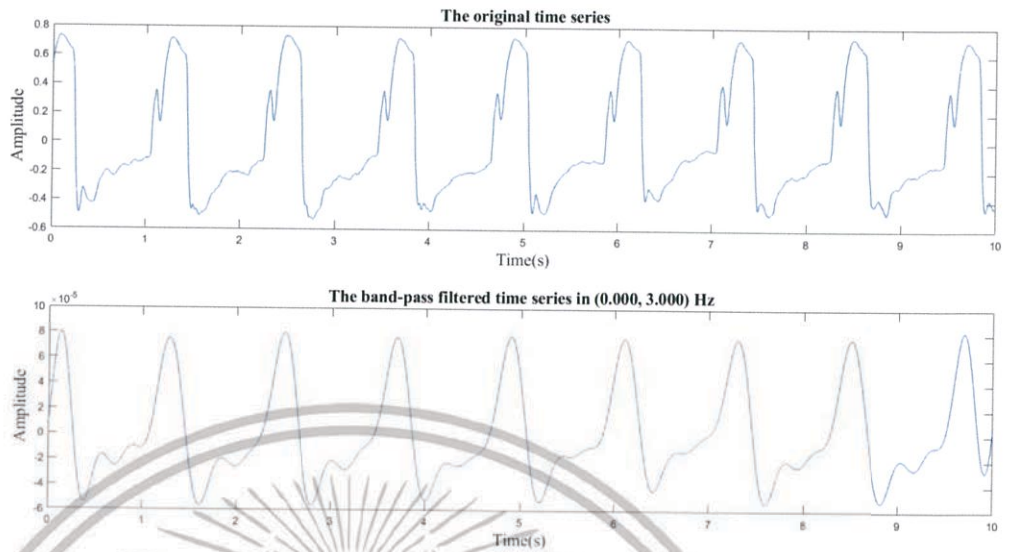 The original time series
0.8
0.6
0.4
0.2
0
-0.2
-0.4
-0.6
Amplitude
0 1 2 3 4 5 6 7 8 9 10
Time(s)
The band-pass filtered time series in (0.000, 3.000) Hz
× 10⁻⁵
10
8
6
4
2
0
-2
-4
-6
Amplitude
0 1 2 3 4 5 6 7 8 9 10
Time(s)